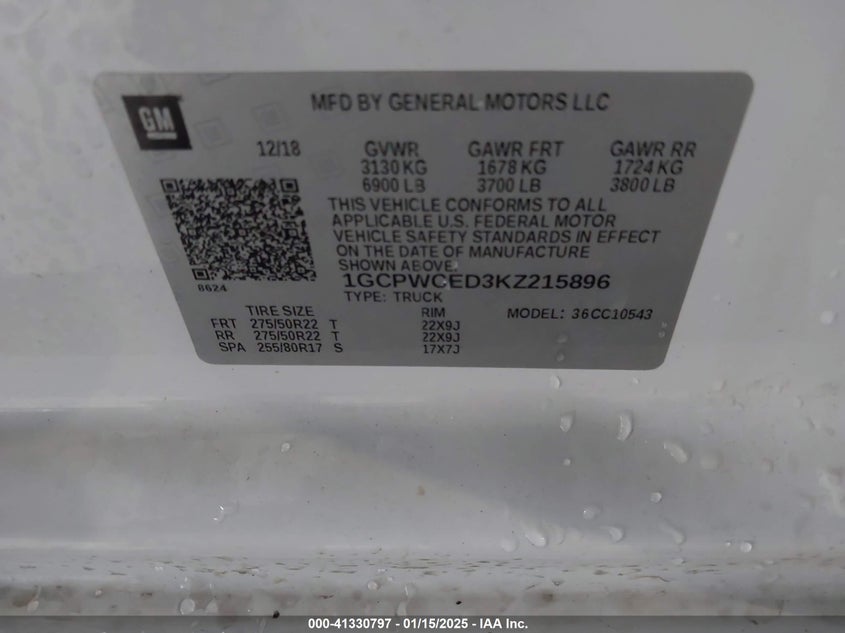 GM
MFD BY GENERAL MOTORS LLC
12/18 GVWR GAWR FRT GAWR RR
3130 KG 1678 KG 1724 KG
6900 LB 3700 LB 3800 LB
THIS VEHICLE CONFORMS TO ALL
APPLICABLE U.S. FEDERAL MOTOR
VEHICLE SAFETY STANDARDS IN EFFECT
ON THE DATE OF MANUFACTURE
SHOWN ABOVE.
8624
1GCPWCED3KZ215896
TYPE: TRUCK
TIRE SIZE RIM MODEL: 36CC10543
FRT 275/50R22 T 22X9J
RR 275/50R22 T 22X9J
SPA 255/80R17 S 17X7J
000-41330797 - 01/15/2025 - IAA Inc.